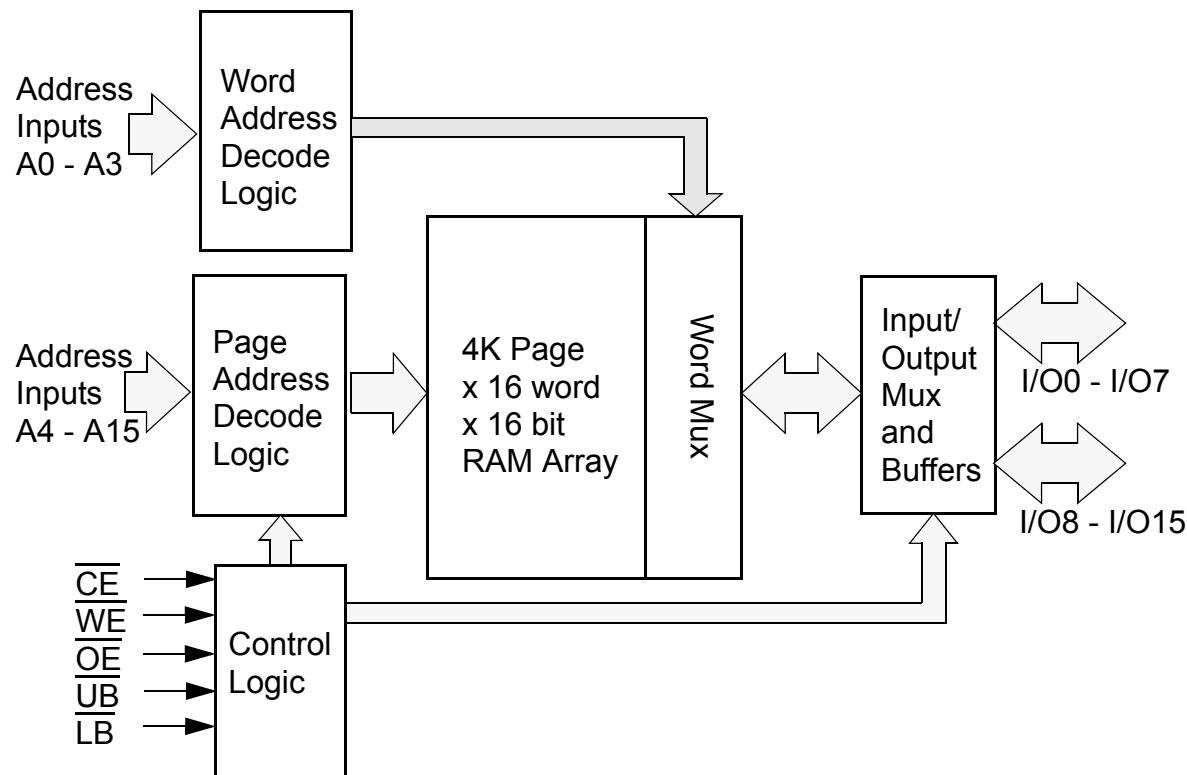 Address
Inputs
A0 - A3
Word
Address
Decode
Logic
Address
Inputs
A4 - A15
Page
Address
Decode
Logic
4K Page
x 16 word
x 16 bit
RAM Array
Word Mux
Input/
Output
Mux
and
Buffers
I/O0 - I/O7
I/O8 - I/O15
CE
WE
OE
UB
LB
Control
Logic